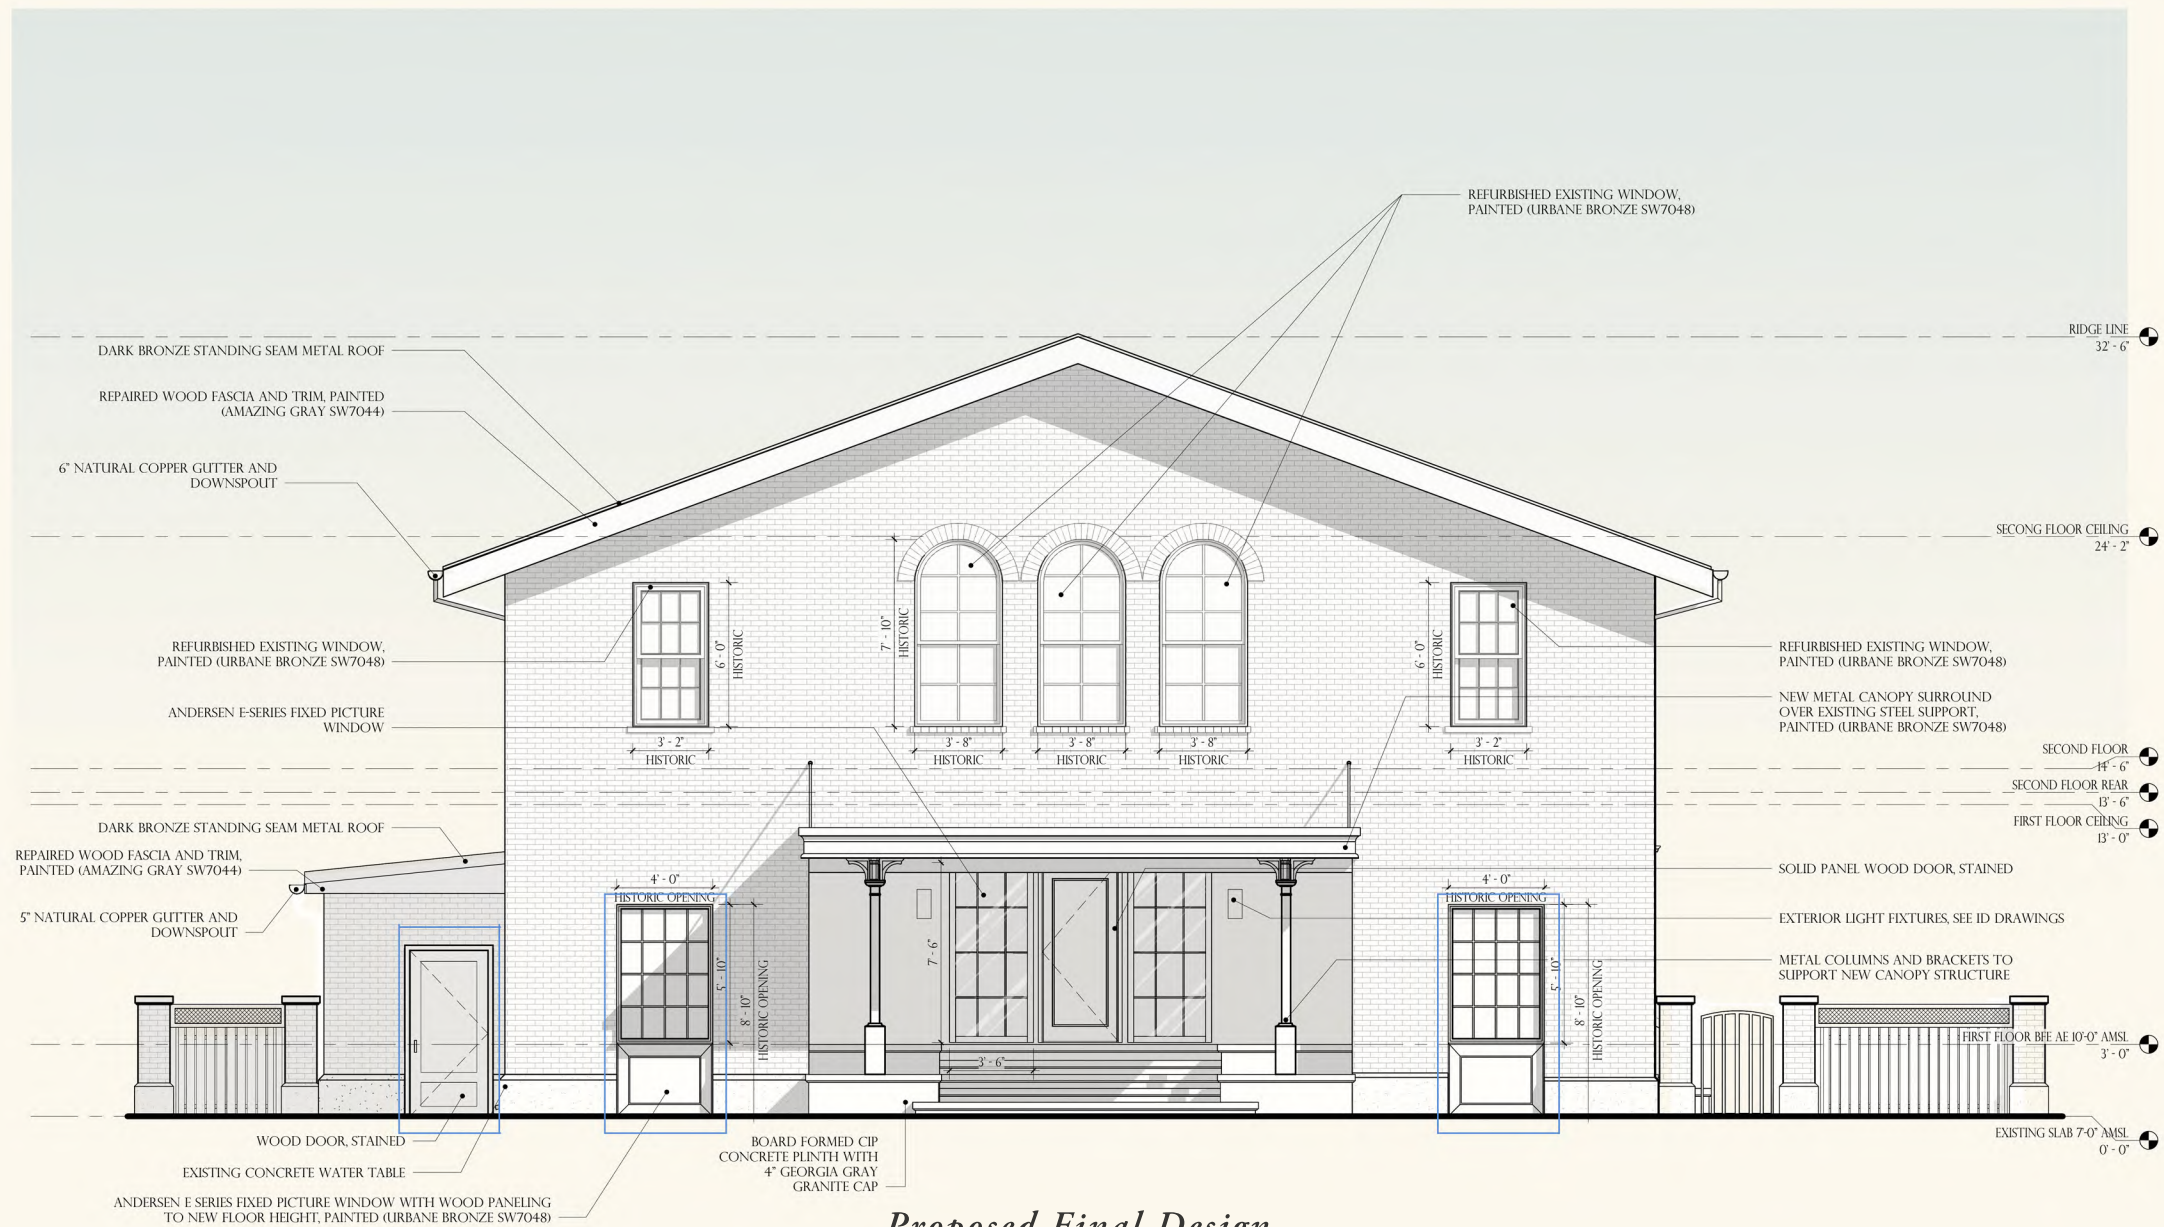 REFURBISHED EXISTING WINDOW,
PAINTED (URBANE BRONZE SW7048)
RIDGE LINE
32' - 6"
DARK BRONZE STANDING SEAM METAL ROOF
REPAIRED WOOD FASCIA AND TRIM, PAINTED
(AMAZING GRAY SW7044)
6" NATURAL COPPER GUTTER AND
DOWNSPOUT
SECONG FLOOR CEILING
24' - 2"
7' - 10"
HISTORIC
6' - 0"
HISTORIC
6' - 0"
HISTORIC
REFURBISHED EXISTING WINDOW,
PAINTED (URBANE BRONZE SW7048)
REFURBISHED EXISTING WINDOW,
PAINTED (URBANE BRONZE SW7048)
ANDERSEN E-SERIES FIXED PICTURE
WINDOW
NEW METAL CANOPY SURROUND
OVER EXISTING STEEL SUPPORT,
PAINTED (URBANE BRONZE SW7048)
3' - 2"
HISTORIC
3' - 8"
HISTORIC
3' - 8"
HISTORIC
3' - 8"
HISTORIC
3' - 2"
HISTORIC
SECOND FLOOR
14' - 6"
SECOND FLOOR REAR
13' - 6"
FIRST FLOOR CEILING
13' - 0"
DARK BRONZE STANDING SEAM METAL ROOF
REPAIRED WOOD FASCIA AND TRIM,
PAINTED (AMAZING GRAY SW7044)
5" NATURAL COPPER GUTTER AND
DOWNSPOUT
4' - 0"
HISTORIC OPENING
4' - 0"
HISTORIC OPENING
SOLID PANEL WOOD DOOR, STAINED
EXTERIOR LIGHT FIXTURES, SEE ID DRAWINGS
METAL COLUMNS AND BRACKETS TO
SUPPORT NEW CANOPY STRUCTURE
5' - 10"
8' - 10"
HISTORIC OPENING
7' - 6"
5' - 10"
8' - 10"
HISTORIC OPENING
3' - 6"
FIRST FLOOR BFE AE 10'-0" AMSL
3' - 0"
EXISTING SLAB 7'-0" AMSL
0' - 0"
WOOD DOOR, STAINED
EXISTING CONCRETE WATER TABLE
ANDERSEN E SERIES FIXED PICTURE WINDOW WITH WOOD PANELING
TO NEW FLOOR HEIGHT, PAINTED (URBANE BRONZE SW7048)
BOARD FORMED CIP
CONCRETE PLINTH WITH
4" GEORGIA GRAY
GRANITE CAP
Proposed Final Design